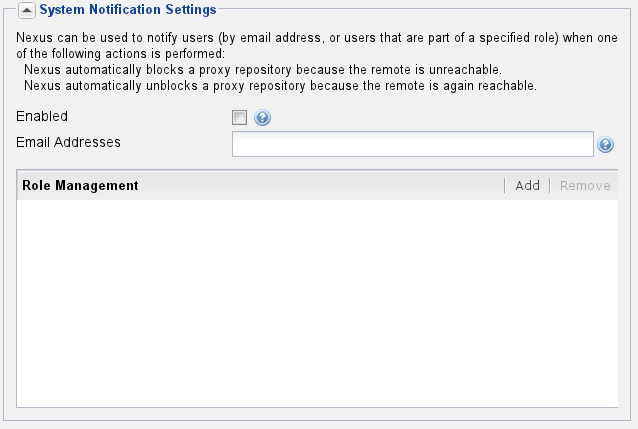 System Notification Settings
Nexus can be used to notify users (by email address, or users that are part of a specified role) when one
of the following actions is performed:
Nexus automatically blocks a proxy repository because the remote is unreachable.
Nexus automatically unblocks a proxy repository because the remote is again reachable.
Enabled ?
Email Addresses ?
Role Management Add Remove